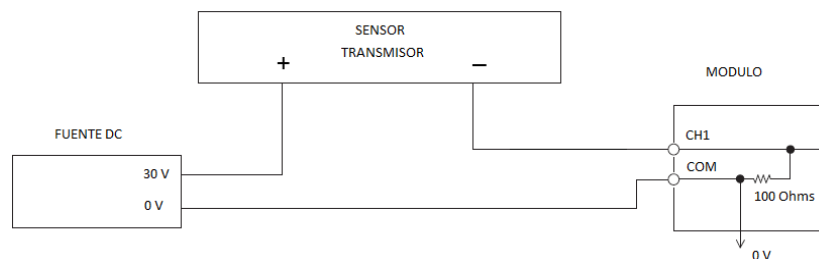 SENSOR
TRANSMISOR
+
−
MODULO
FUENTE DC
CH1
30 V
COM
0 V
100 Ohms
0 V